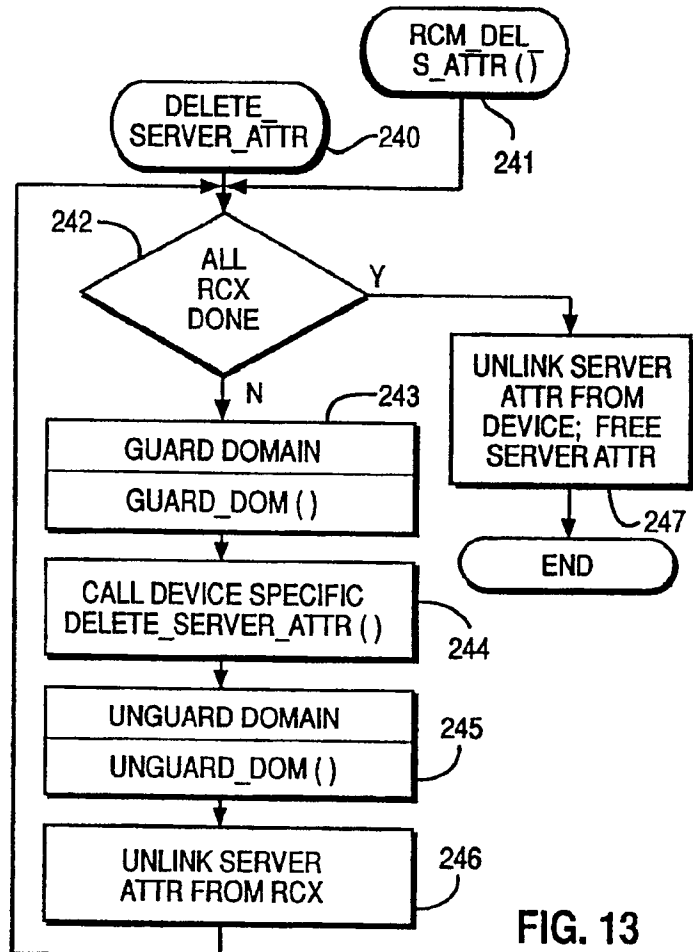 RCM_DEL_
S_ATTR ( )
241
DELETE_
SERVER_ATTR
240
242
ALL
RCX
DONE
Y
N
243
GUARD DOMAIN
GUARD_DOM ( )
UNLINK SERVER
ATTR FROM
DEVICE; FREE
SERVER ATTR
247
END
CALL DEVICE SPECIFIC
DELETE_SERVER_ATTR ( )
244
UNGUARD DOMAIN
UNGUARD_DOM ( )
245
UNLINK SERVER
ATTR FROM RCX
246
FIG. 13